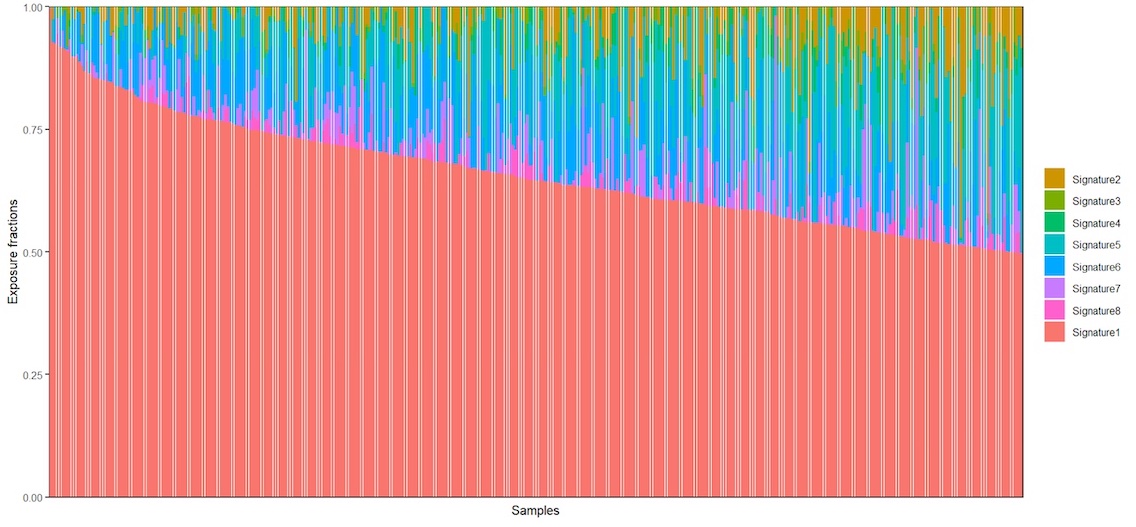 1.00
0.75
0.50
0.25
0.00
Exposure fractions
Samples
Signature2
Signature3
Signature4
Signature5
Signature6
Signature7
Signature8
Signature1